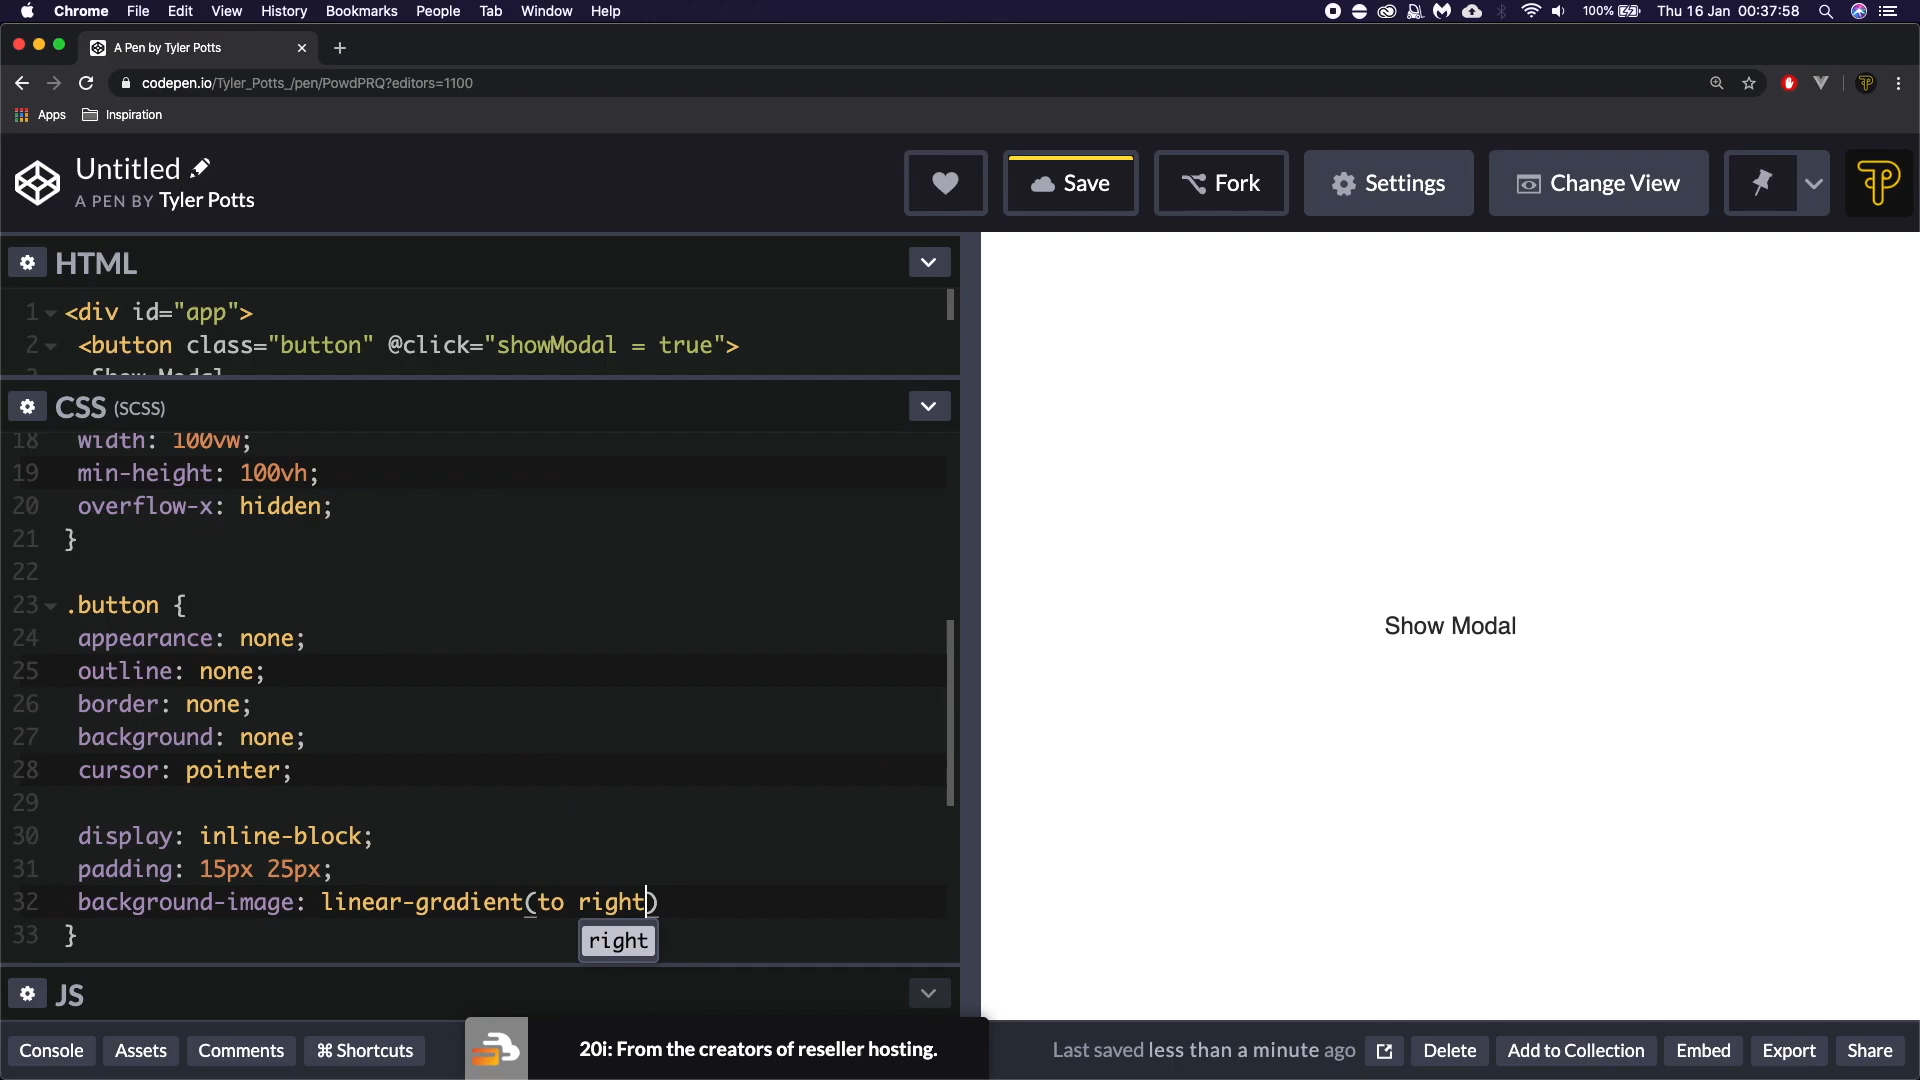 Chrome File Edit View History Bookmarks People Tab Window Help 100% Thu 16 Jan 00:37:58
A Pen by Tyler Potts
codepen.io/Tyler_Potts_/pen/PowdPRQ?editors=1100
Apps Inspiration
Untitled
A PEN BY Tyler Potts
Save Fork Settings Change View
HTML
1 <div id="app">
2 <button class="button" @click="showModal = true">
3 Show Modal
CSS (SCSS)
18 width: 100vw;
19 min-height: 100vh;
20 overflow-x: hidden;
21 }
22
23 .button {
24 appearance: none;
25 outline: none;
26 border: none;
27 background: none;
28 cursor: pointer;
29
30 display: inline-block;
31 padding: 15px 25px;
32 background-image: linear-gradient(to right)
33 }
right
JS
Show Modal
Console Assets Comments ⌘ Shortcuts
20i: From the creators of reseller hosting.
Last saved less than a minute ago Delete Add to Collection Embed Export Share